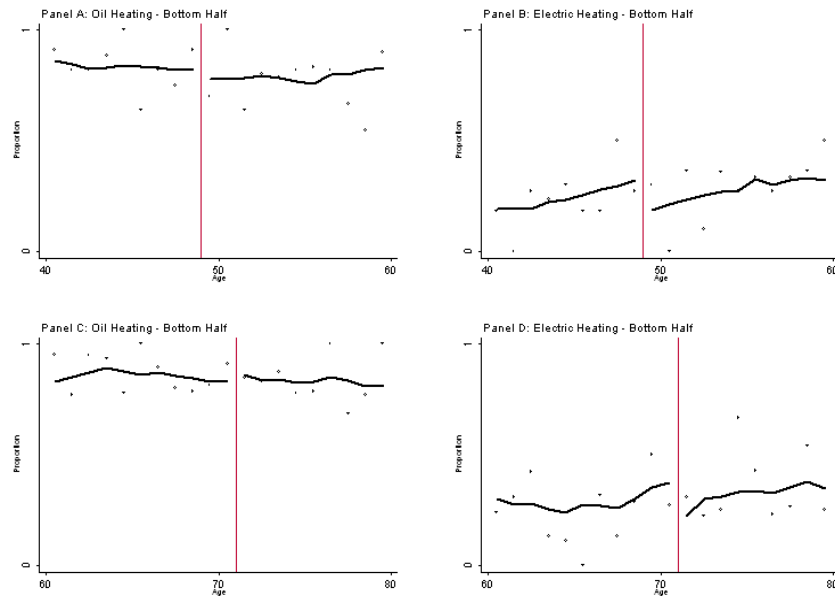 Panel A: Oil Heating - Bottom Half
1
Proportion
0
40
50
60
Age
Panel B: Electric Heating - Bottom Half
1
Proportion
0
40
50
60
Age
Panel C: Oil Heating - Bottom Half
1
Proportion
0
60
70
80
Age
Panel D: Electric Heating - Bottom Half
1
Proportion
0
60
70
80
Age